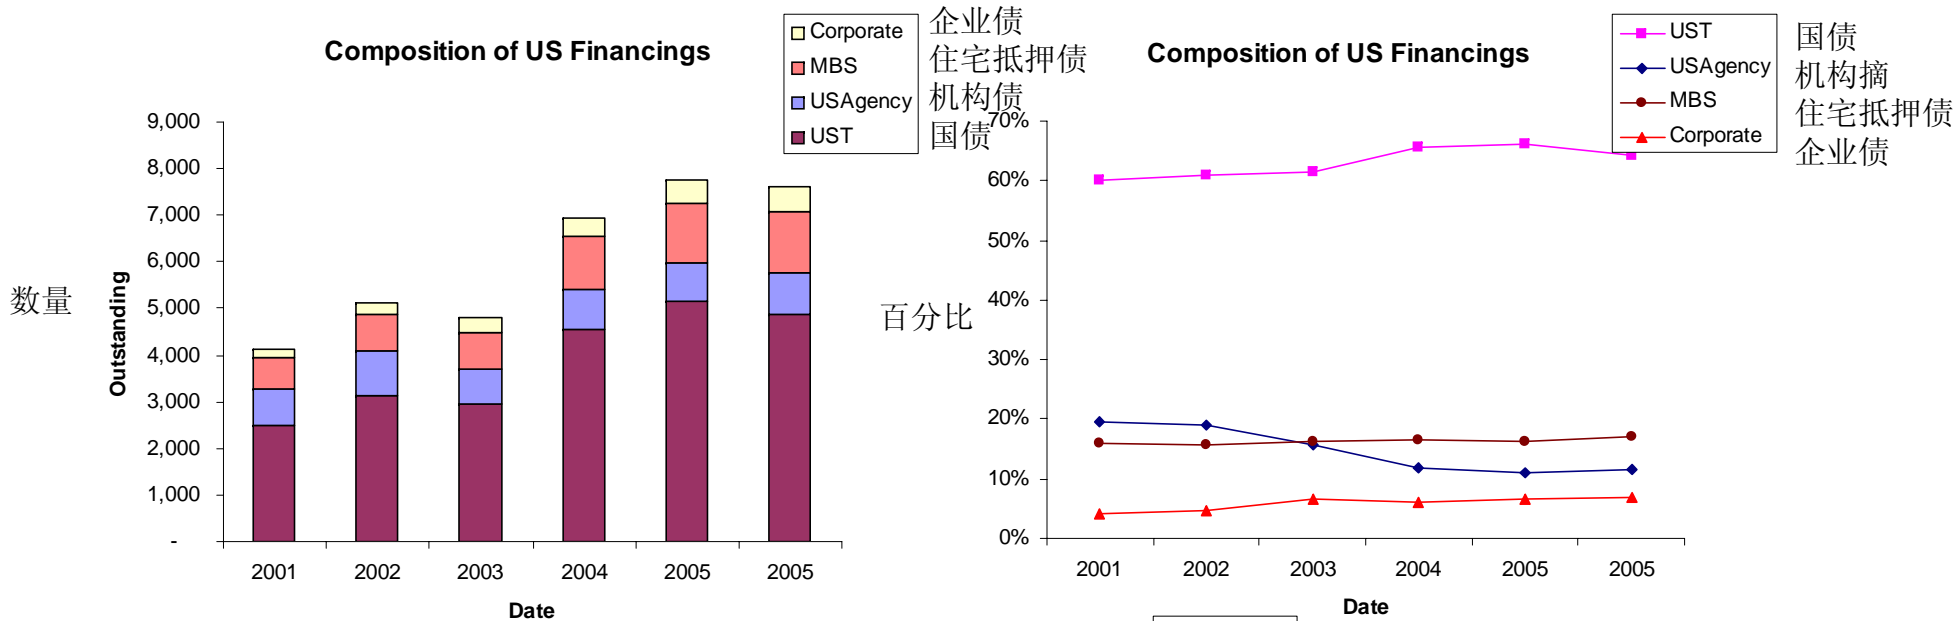 Composition of US Financings
Corporate
MBS
USAgency
UST
企业债
住宅抵押债
机构债
国债
9,000
8,000
7,000
6,000
5,000
4,000
3,000
2,000
1,000
-
数量
Outstanding
2001 2002 2003 2004 2005 2005
Date
Composition of US Financings
UST
USAgency
MBS
Corporate
国债
机构摘
住宅抵押债
企业债
70%
60%
50%
40%
30%
20%
10%
0%
百分比
2001 2002 2003 2004 2005 2005
Date